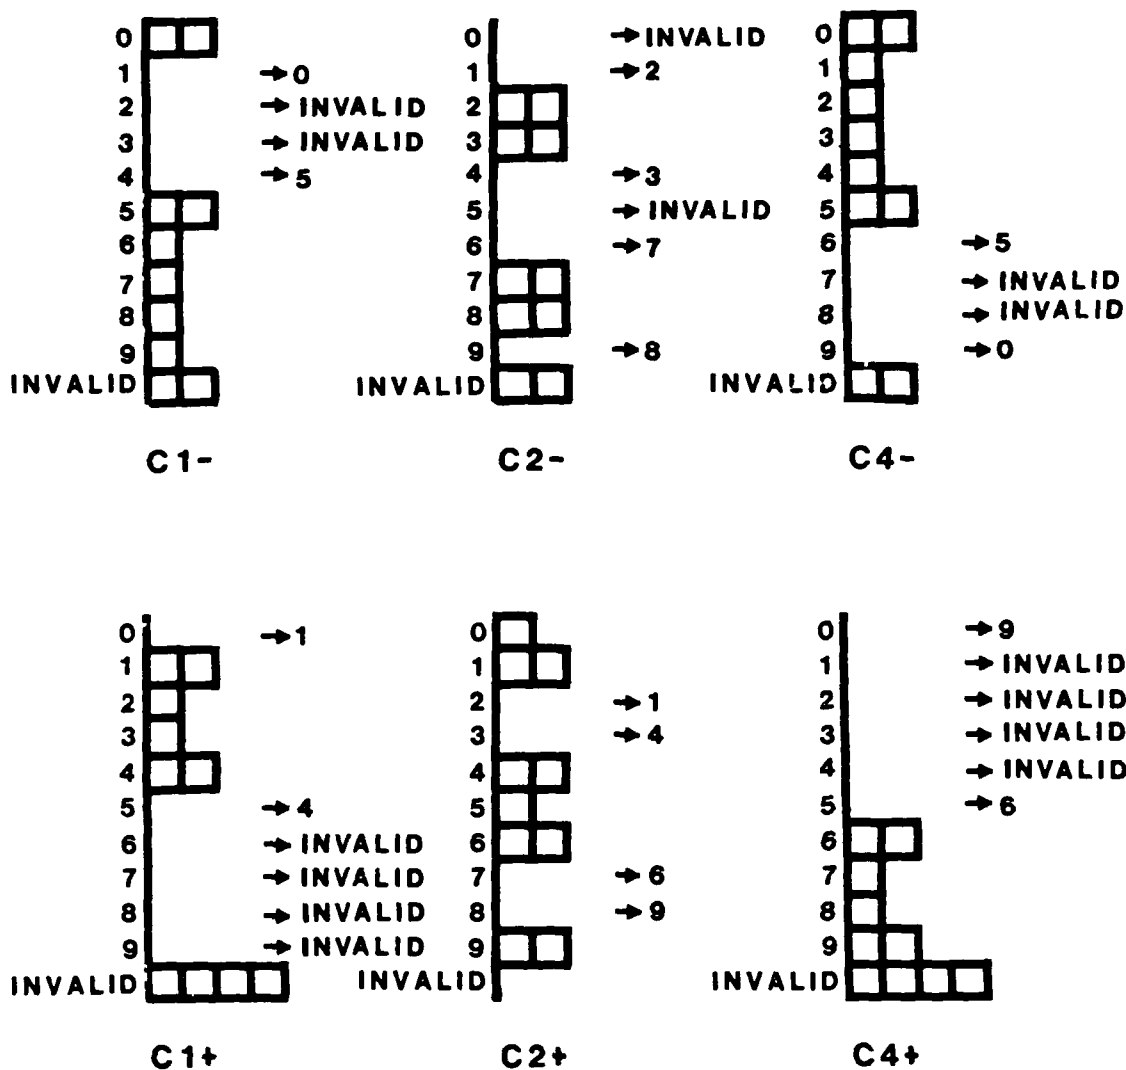 0
1 →0
2 →INVALID
3 →INVALID
4 →5
5
6
7
8
9
INVALID
C1-
0 →INVALID
1 →2
2
3
4 →3
5 →INVALID
6 →7
7
8
9 →8
INVALID
C2-
0
1
2
3
4
5
6 →5
7 →INVALID
8 →INVALID
9 →0
INVALID
C4-
0 →1
1
2
3
4
5 →4
6 →INVALID
7 →INVALID
8 →INVALID
9 →INVALID
INVALID
C1+
0
1
2 →1
3 →4
4
5
6
7 →6
8 →9
9
INVALID
C2+
0 →9
1 →INVALID
2 →INVALID
3 →INVALID
4 →INVALID
5 →6
6
7
8
9
INVALID
C4+